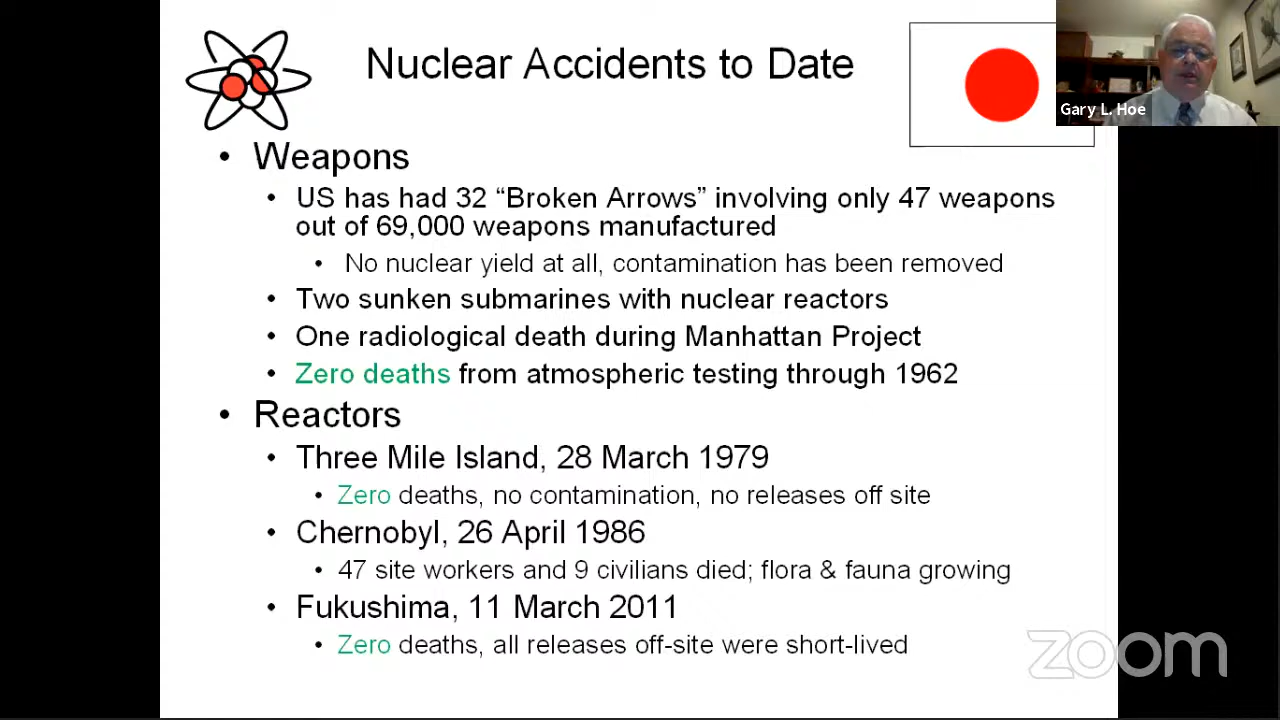 Nuclear Accidents to Date
Gary L. Hoe
• Weapons
• US has had 32 “Broken Arrows” involving only 47 weapons
out of 69,000 weapons manufactured
• No nuclear yield at all, contamination has been removed
• Two sunken submarines with nuclear reactors
• One radiological death during Manhattan Project
• Zero deaths from atmospheric testing through 1962
• Reactors
• Three Mile Island, 28 March 1979
• Zero deaths, no contamination, no releases off site
• Chernobyl, 26 April 1986
• 47 site workers and 9 civilians died; flora & fauna growing
• Fukushima, 11 March 2011
• Zero deaths, all releases off-site were short-lived
zoom